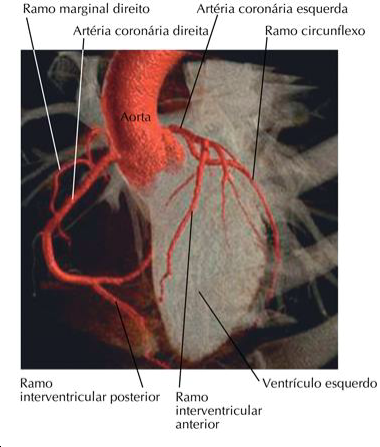 Ramo marginal direito
Artéria coronária esquerda
Artéria coronária direita
Ramo circunflexo
Aorta
Ventrículo esquerdo
Ramo
interventricular posterior
Ramo
interventricular
anterior